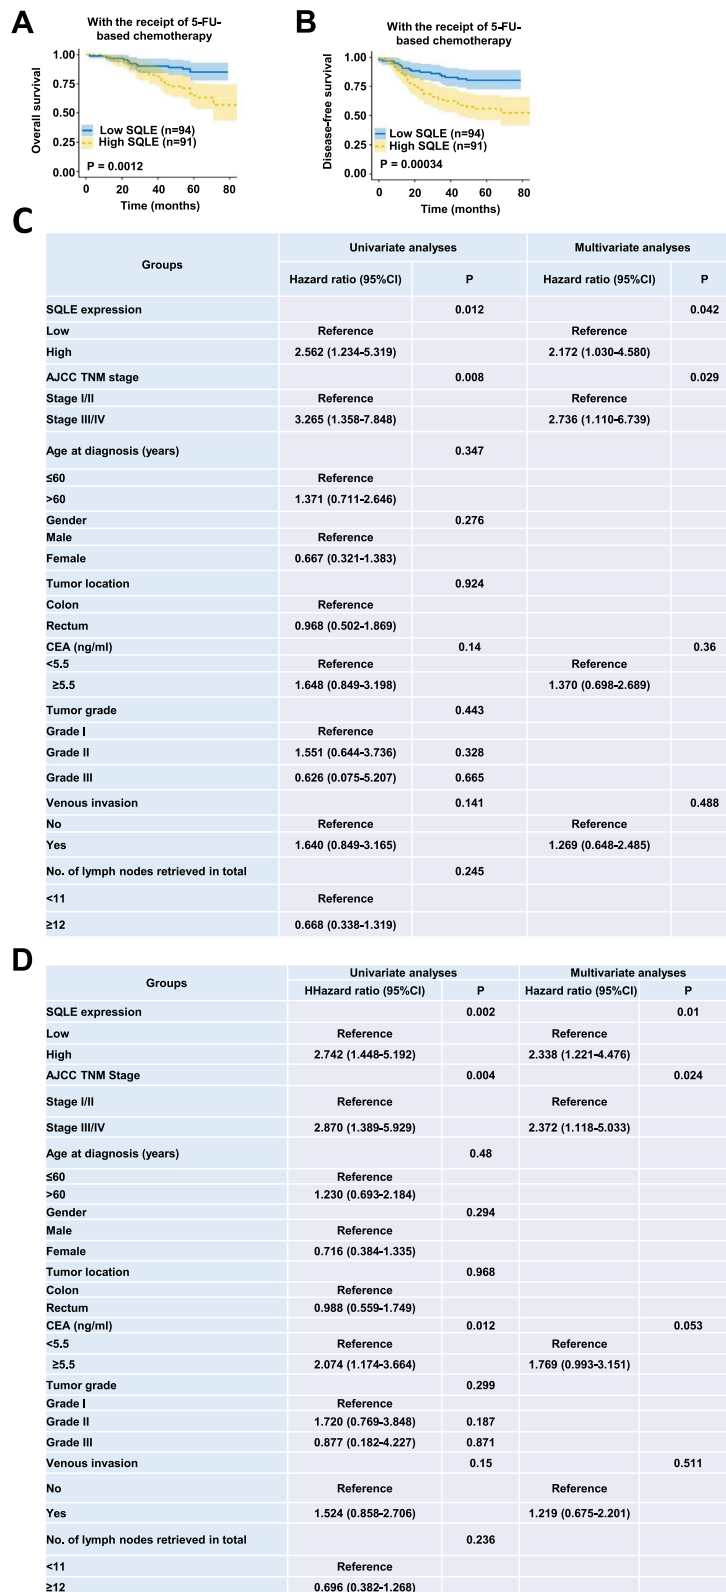 A
With the receipt of 5-FU-
based chemotherapy
1.00
0.75
0.50
0.25
0.00
Overall survival
Low SQLE (n=94)
High SQLE (n=91)
P = 0.0012
0 20 40 60 80
Time (months)
B
With the receipt of 5-FU-
based chemotherapy
1.00
0.75
0.50
0.25
0.00
Disease-free survival
Low SQLE (n=94)
High SQLE (n=91)
P = 0.00034
0 20 40 60 80
Time (months)
C
Groups Univariate analyses Multivariate analyses
Hazard ratio (95%CI) P Hazard ratio (95%CI) P
SQLE expression 0.012 0.042
Low Reference Reference
High 2.562 (1.234-5.319) 2.172 (1.030-4.580)
AJCC TNM stage 0.008 0.029
Stage I/II Reference Reference
Stage III/IV 3.265 (1.358-7.848) 2.736 (1.110-6.739)
Age at diagnosis (years) 0.347
≤60 Reference
>60 1.371 (0.711-2.646)
Gender 0.276
Male Reference
Female 0.667 (0.321-1.383)
Tumor location 0.924
Colon Reference
Rectum 0.968 (0.502-1.869)
CEA (ng/ml) 0.14 0.36
<5.5 Reference Reference
≥5.5 1.648 (0.849-3.198) 1.370 (0.698-2.689)
Tumor grade 0.443
Grade I Reference
Grade II 1.551 (0.644-3.736) 0.328
Grade III 0.626 (0.075-5.207) 0.665
Venous invasion 0.141 0.488
No Reference Reference
Yes 1.640 (0.849-3.165) 1.269 (0.648-2.485)
No. of lymph nodes retrieved in total 0.245
<11 Reference
≥12 0.668 (0.338-1.319)
D
Groups Univariate analyses Multivariate analyses
HHazard ratio (95%CI) P Hazard ratio (95%CI) P
SQLE expression 0.002 0.01
Low Reference Reference
High 2.742 (1.448-5.192) 2.338 (1.221-4.476)
AJCC TNM Stage 0.004 0.024
Stage I/II Reference Reference
Stage III/IV 2.870 (1.389-5.929) 2.372 (1.118-5.033)
Age at diagnosis (years) 0.48
≤60 Reference
>60 1.230 (0.693-2.184)
Gender 0.294
Male Reference
Female 0.716 (0.384-1.335)
Tumor location 0.968
Colon Reference
Rectum 0.988 (0.559-1.749)
CEA (ng/ml) 0.012 0.053
<5.5 Reference Reference
≥5.5 2.074 (1.174-3.664) 1.769 (0.993-3.151)
Tumor grade 0.299
Grade I Reference
Grade II 1.720 (0.769-3.848) 0.187
Grade III 0.877 (0.182-4.227) 0.871
Venous invasion 0.15 0.511
No Reference Reference
Yes 1.524 (0.858-2.706) 1.219 (0.675-2.201)
No. of lymph nodes retrieved in total 0.236
<11 Reference
≥12 0.696 (0.382-1.268)